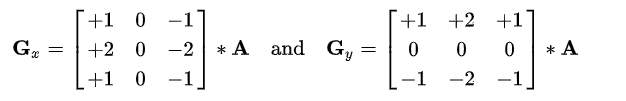 G_x = [+1 0 −1; +2 0 −2; +1 0 −1] * A and G_y = [+1 +2 +1; 0 0 0; −1 −2 −1] * A